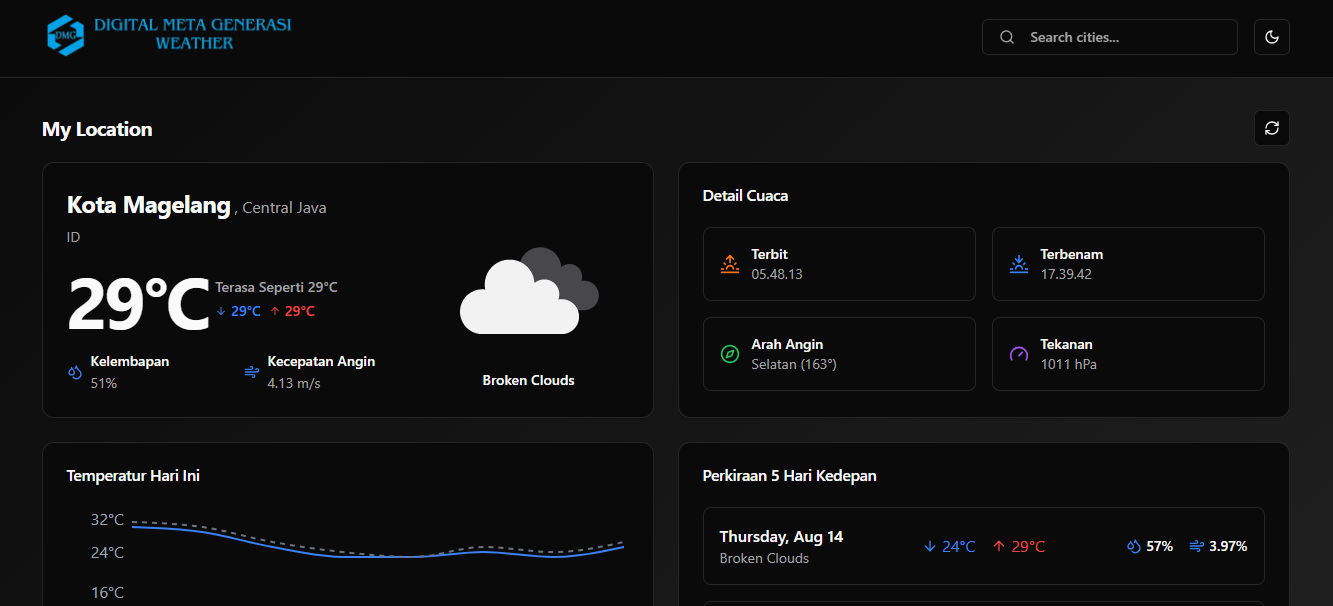 DMG
DIGITAL META GENERASI
WEATHER
Search cities...
My Location
Kota Magelang , Central Java
ID
29°C
Terasa Seperti 29°C
↓ 29°C ↑ 29°C
Kelembapan
51%
Kecepatan Angin
4.13 m/s
Broken Clouds
Detail Cuaca
Terbit
05.48.13
Terbenam
17.39.42
Arah Angin
Selatan (163°)
Tekanan
1011 hPa
Temperatur Hari Ini
32°C
24°C
16°C
Perkiraan 5 Hari Kedepan
Thursday, Aug 14
Broken Clouds
↓ 24°C ↑ 29°C
57% 3.97%